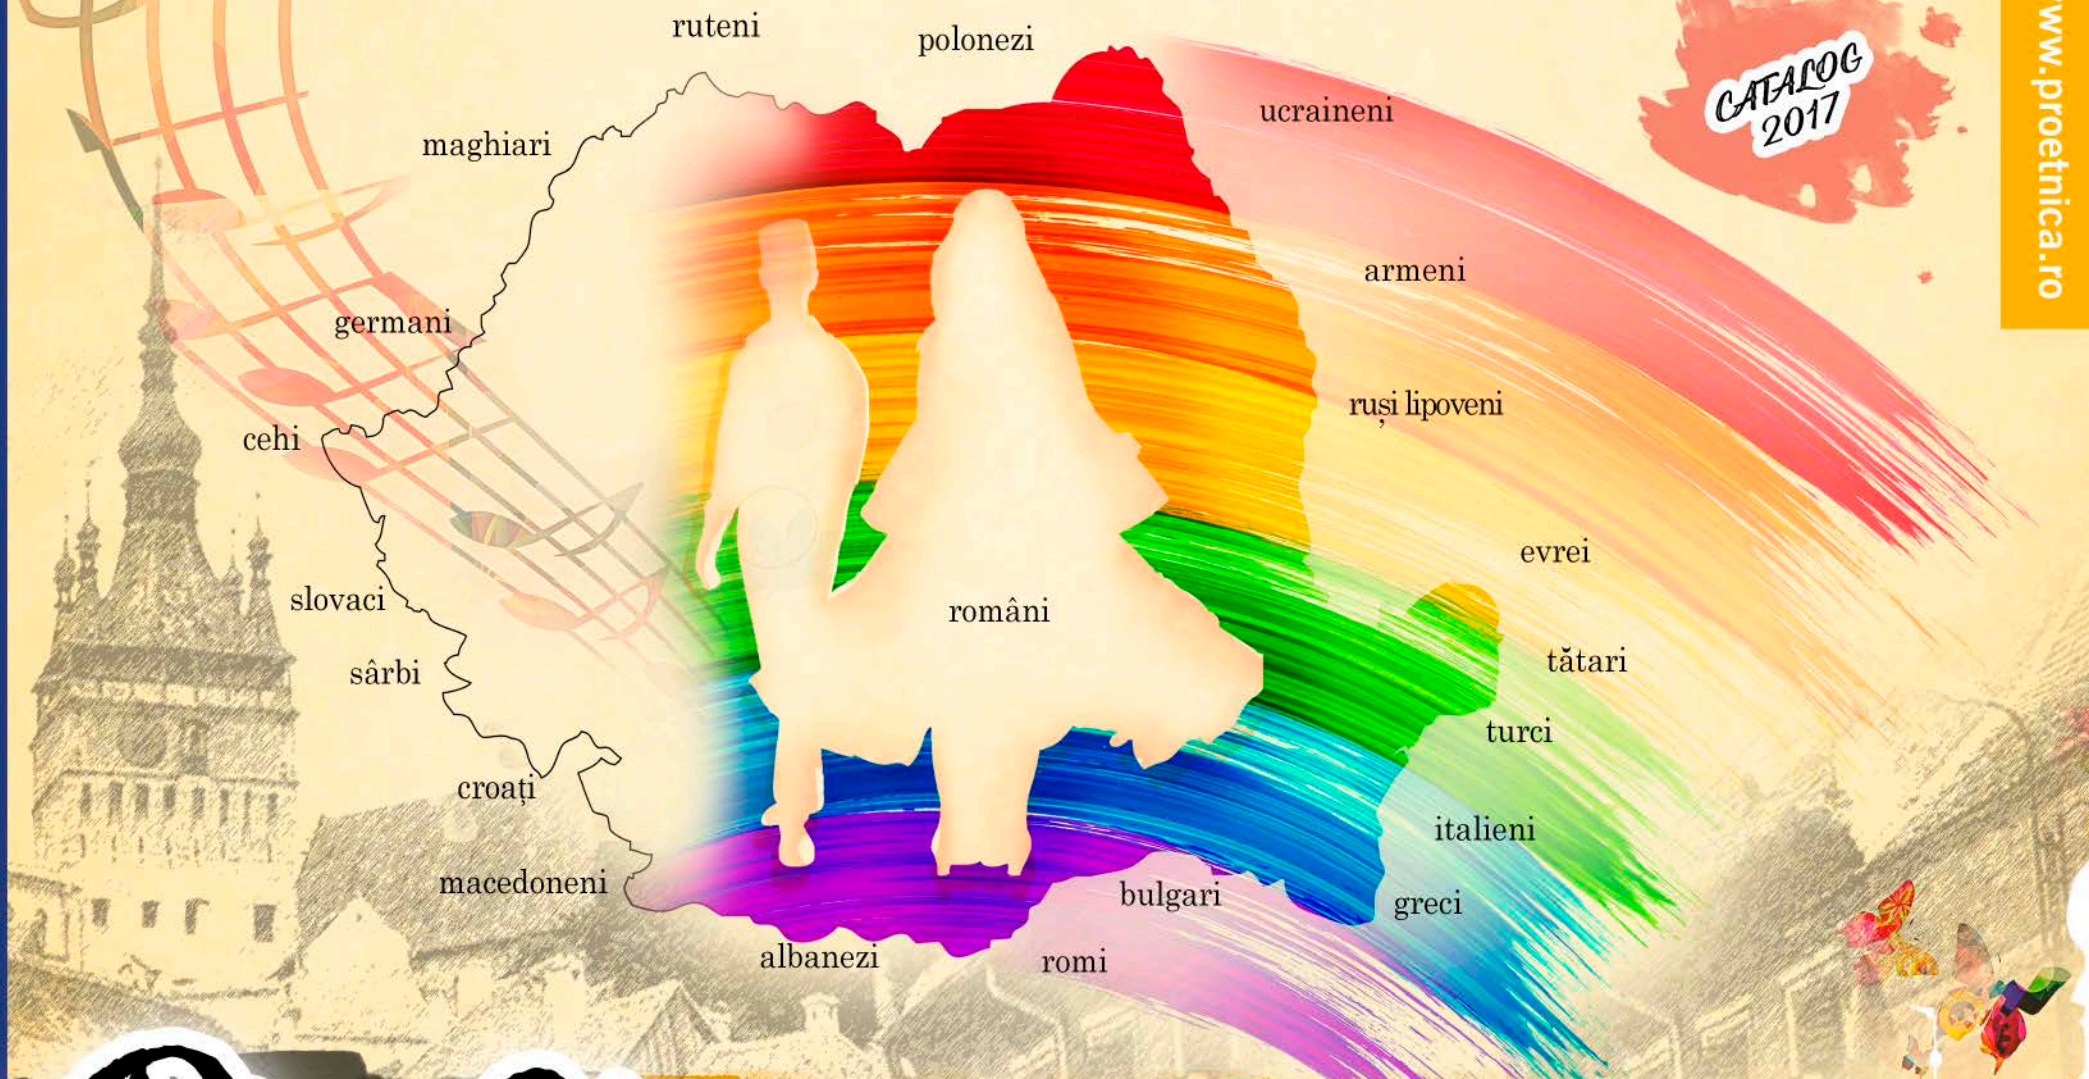 ruteni
polonezi
CATALOG
2017
ucraineni
maghiari
armeni
germani
ruși lipoveni
cehi
evrei
slovaci
români
tătari
sârbi
turci
croați
italieni
macedoneni
bulgari
greci
albanezi
romi
ww.proetnica.ro